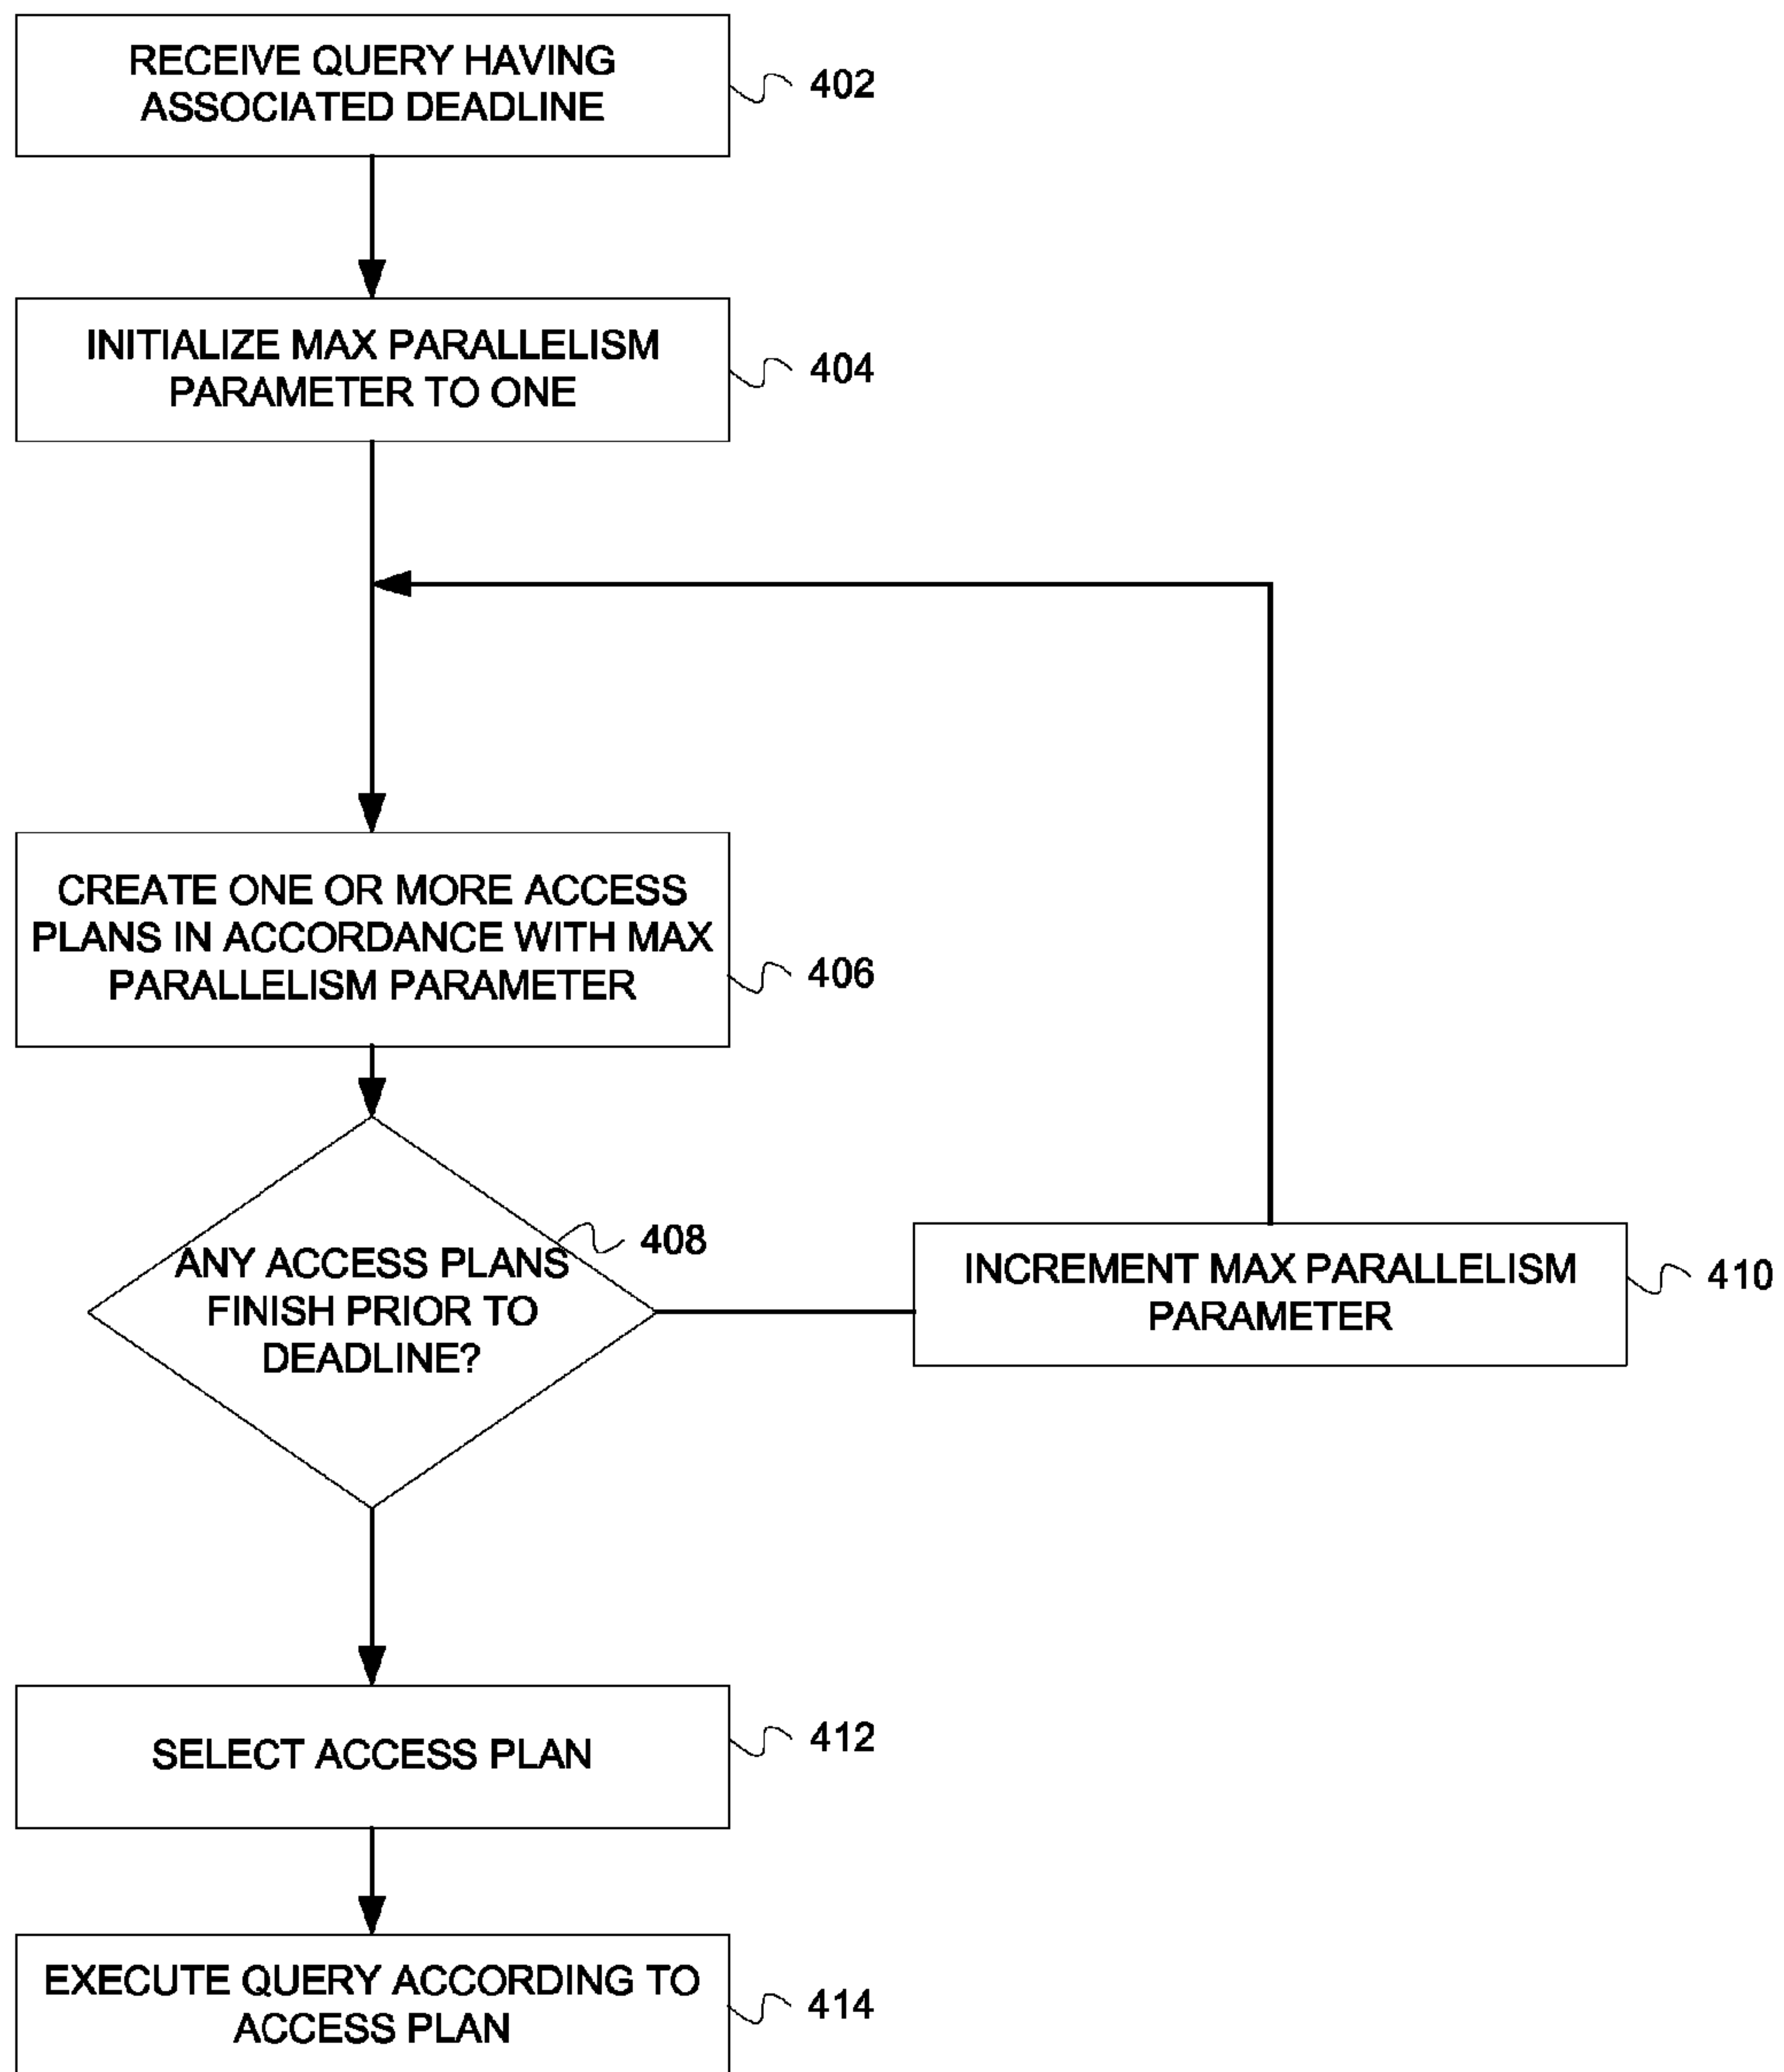 RECEIVE QUERY HAVING
ASSOCIATED DEADLINE
402
INITIALIZE MAX PARALLELISM
PARAMETER TO ONE
404
CREATE ONE OR MORE ACCESS
PLANS IN ACCORDANCE WITH MAX
PARALLELISM PARAMETER
406
ANY ACCESS PLANS
FINISH PRIOR TO
DEADLINE?
408
INCREMENT MAX PARALLELISM
PARAMETER
410
SELECT ACCESS PLAN
412
EXECUTE QUERY ACCORDING TO
ACCESS PLAN
414